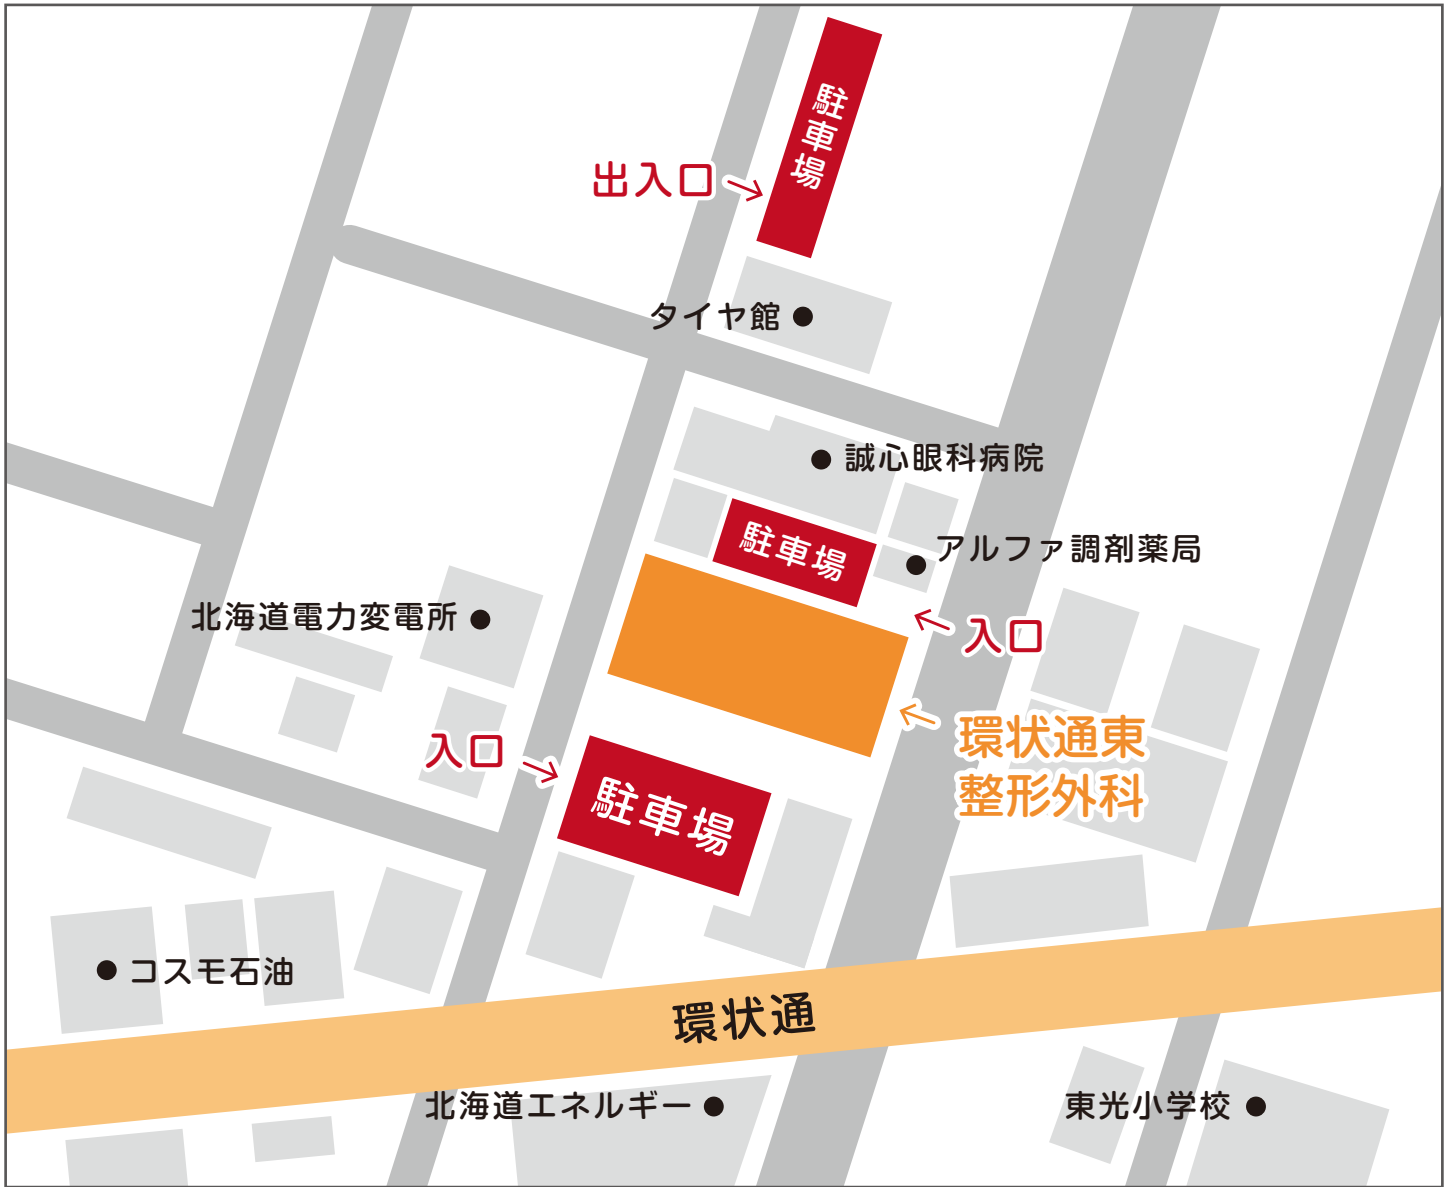 駐車場
出入口
タイヤ館
誠心眼科病院
駐車場
アルファ調剤薬局
北海道電力変電所
入口
環状通東
整形外科
入口
駐車場
コスモ石油
環状通
北海道エネルギー
東光小学校